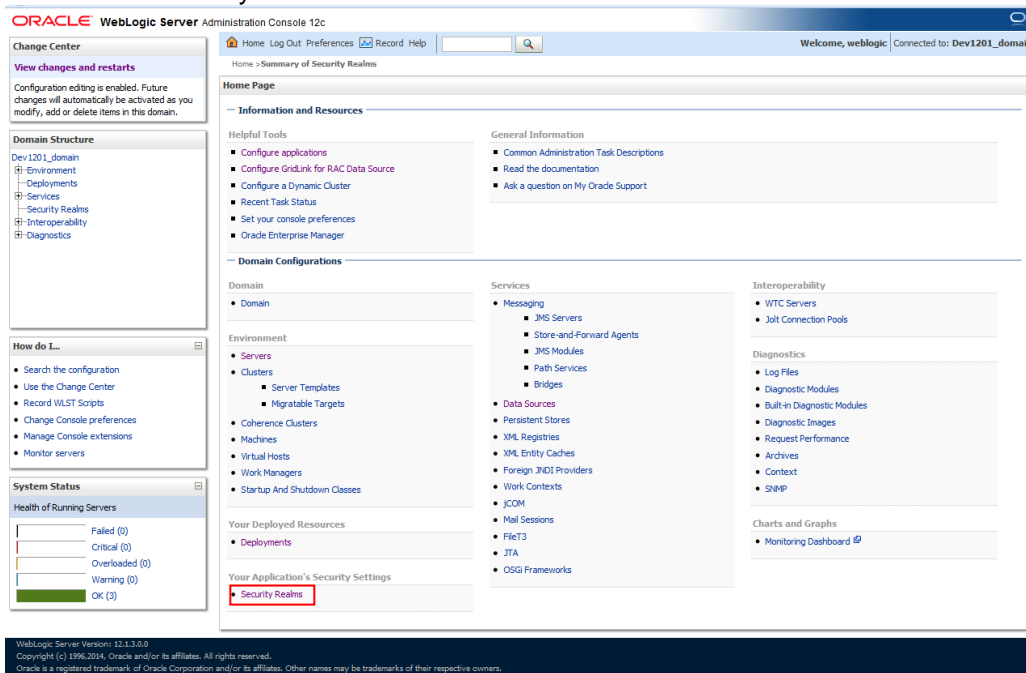 ORACLE WebLogic Server Administration Console 12c
Change Center
View changes and restarts
Configuration editing is enabled. Future
changes will automatically be activated as you
modify, add or delete items in this domain.
Domain Structure
Dev1201_domain
Environment
Deployments
Services
Security Realms
Interoperability
Diagnostics
How do I...
Search the configuration
Use the Change Center
Record WLST Scripts
Change Console preferences
Manage Console extensions
Monitor servers
System Status
Health of Running Servers
Failed (0)
Critical (0)
Overloaded (0)
Warning (0)
OK (3)
Home Log Out Preferences Record Help
Welcome, weblogic Connected to: Dev1201_domai
Home >Summary of Security Realms
Home Page
Information and Resources
Helpful Tools
Configure applications
Configure GridLink for RAC Data Source
Configure a Dynamic Cluster
Recent Task Status
Set your console preferences
Oracle Enterprise Manager
General Information
Common Administration Task Descriptions
Read the documentation
Ask a question on My Oracle Support
Domain Configurations
Domain
Domain
Environment
Servers
Clusters
Server Templates
Migratable Targets
Coherence Clusters
Machines
Virtual Hosts
Work Managers
Startup And Shutdown Classes
Your Deployed Resources
Deployments
Your Application's Security Settings
Security Realms
Services
Messaging
JMS Servers
Store-and-Forward Agents
JMS Modules
Path Services
Bridges
Data Sources
Persistent Stores
XML Registries
XML Entity Caches
Foreign JNDI Providers
Work Contexts
jCOM
Mail Sessions
FileT3
JTA
OSGi Frameworks
Interoperability
WTC Servers
Jolt Connection Pools
Diagnostics
Log Files
Diagnostic Modules
Built-in Diagnostic Modules
Diagnostic Images
Request Performance
Archives
Context
SNMP
Charts and Graphs
Monitoring Dashboard
WebLogic Server Version: 12.1.3.0.0
Copyright (c) 1996,2014, Oracle and/or its affiliates. All rights reserved.
Oracle is a registered trademark of Oracle Corporation and/or its affiliates. Other names may be trademarks of their respective owners.